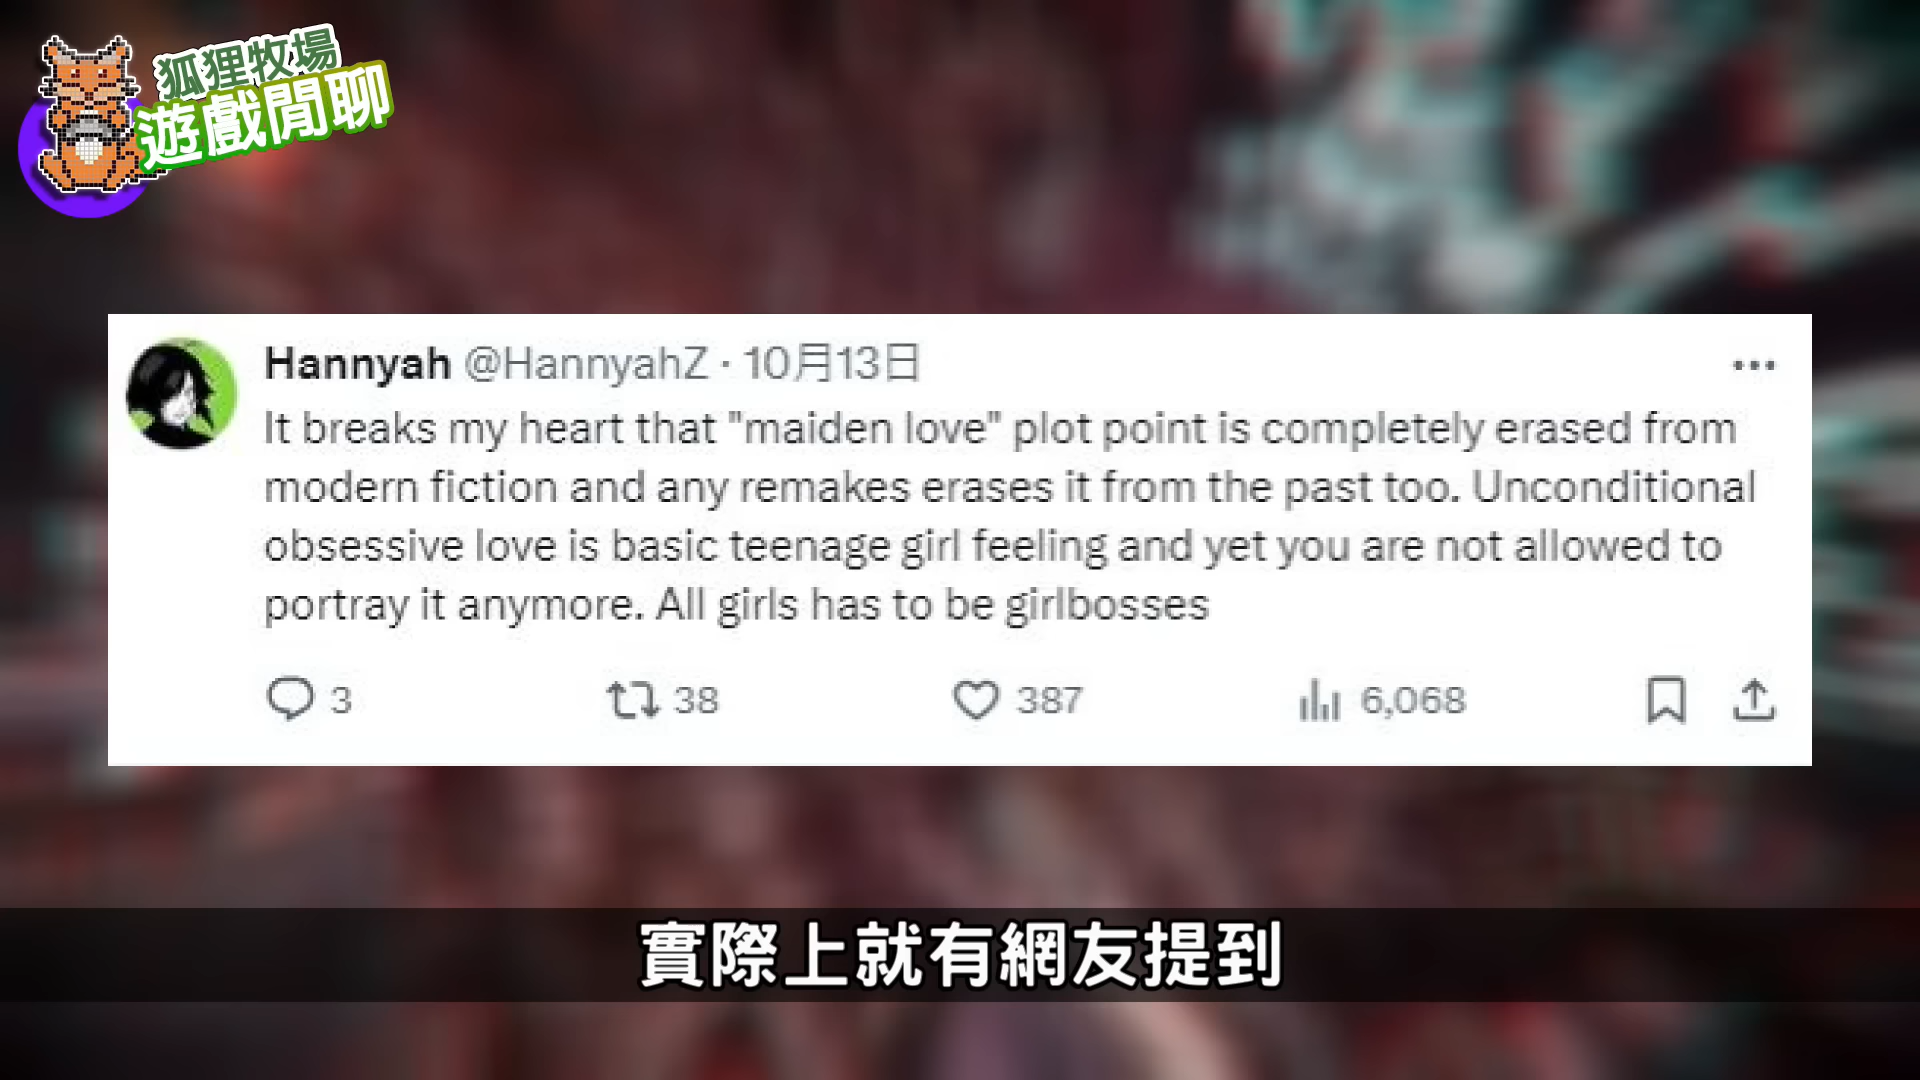 狐狸牧場
遊戲閒聊
Hannyah @HannyahZ · 10月13日
It breaks my heart that "maiden love" plot point is completely erased from
modern fiction and any remakes erases it from the past too. Unconditional
obsessive love is basic teenage girl feeling and yet you are not allowed to
portray it anymore. All girls has to be girlbosses
3 38 387 6,068
實際上就有網友提到